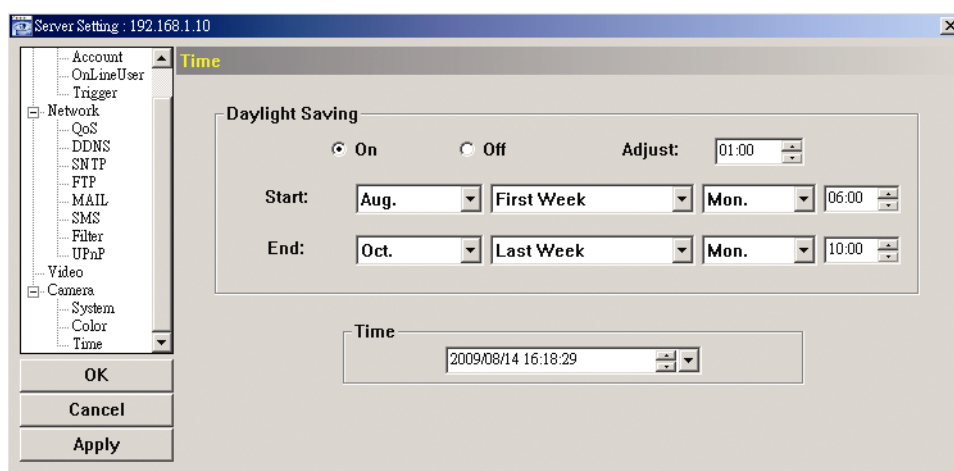 Server Setting : 192.168.1.10
Account
OnLineUser
Trigger
Network
QoS
DDNS
SNTP
FTP
MAIL
SMS
Filter
UPnP
Video
Camera
System
Color
Time
OK
Cancel
Apply
Time
Daylight Saving
On Off Adjust: 01:00
Start: Aug. First Week Mon. 06:00
End: Oct. Last Week Mon. 10:00
Time
2009/08/14 16:18:29